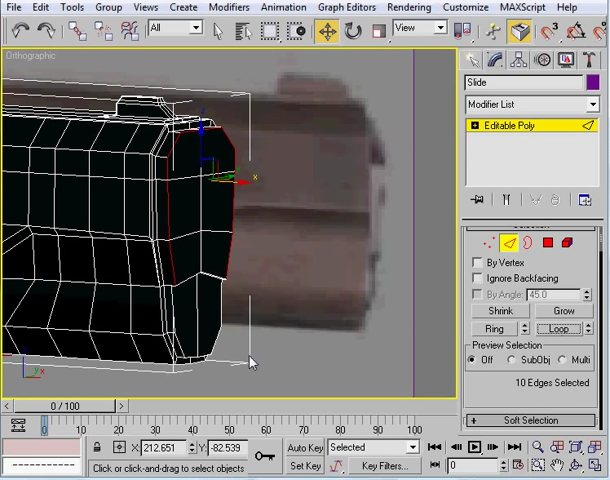 File Edit Tools Group Views Create Modifiers Animation Graph Editors Rendering Customize MAXScript Help
All View 3
Orthographic
Slide
Modifier List
Editable Poly
x
Selection
By Vertex
Ignore Backfacing
By Angle: 45.0
Shrink Grow
Ring Loop
Preview Selection
Off SubObj Multi
10 Edges Selected
Soft Selection
0 / 100
0 10 20 30 40 50 60 70 80 90 100
X: 212.651 Y: -82.539
Auto Key Selected
Click or click-and-drag to select objects
Set Key Key Filters... 0